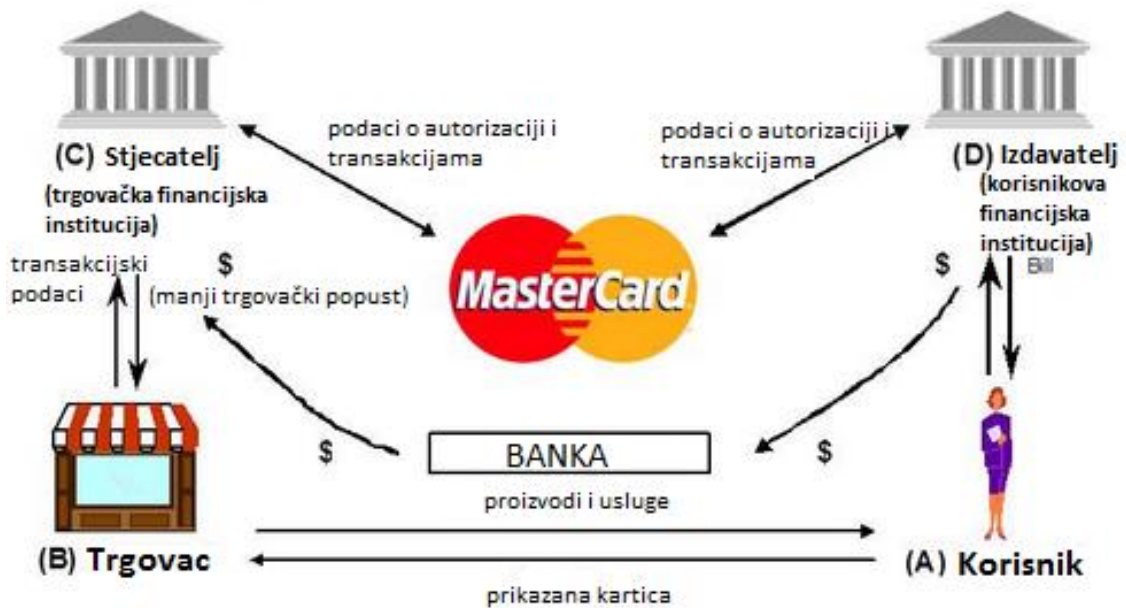 podaci o autorizaciji i
transakcijama
podaci o autorizaciji i
transakcijama
(C) Stjecatelj
(trgovačka financijska
institucija)
(D) Izdavatelj
(korisnikova
financijska
institucija)
transakcijski
podaci
$
(manji trgovački popust)
MasterCard
$
Bill
$
BANKA
$
proizvodi i usluge
(B) Trgovac
(A) Korisnik
prikazana kartica